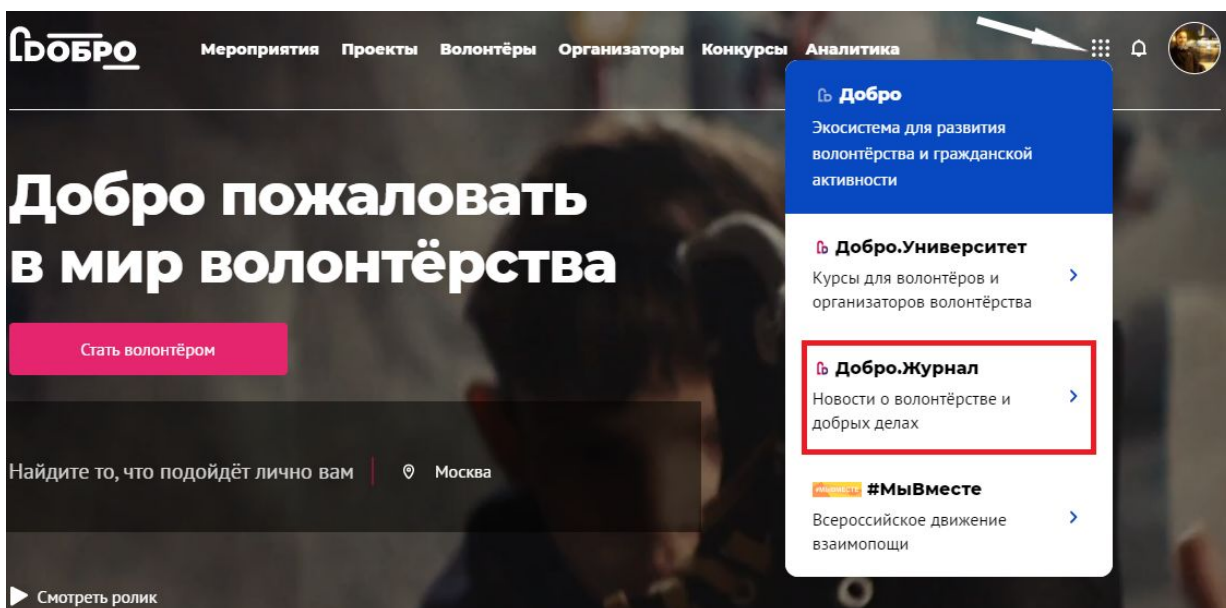 ДОБРО
Мероприятия Проекты Волонтёры Организаторы Конкурсы Аналитика
Добро
Экосистема для развития
волонтёрства и гражданской
активности
Добро пожаловать
в мир волонтёрства
Стать волонтёром
Найдите то, что подойдёт лично вам Москва
Смотреть ролик
Добро.Университет
Курсы для волонтёров и
организаторов волонтёрства
Добро.Журнал
Новости о волонтёрстве и
добрых делах
#МыВместе
Всероссийское движение
взаимопощи